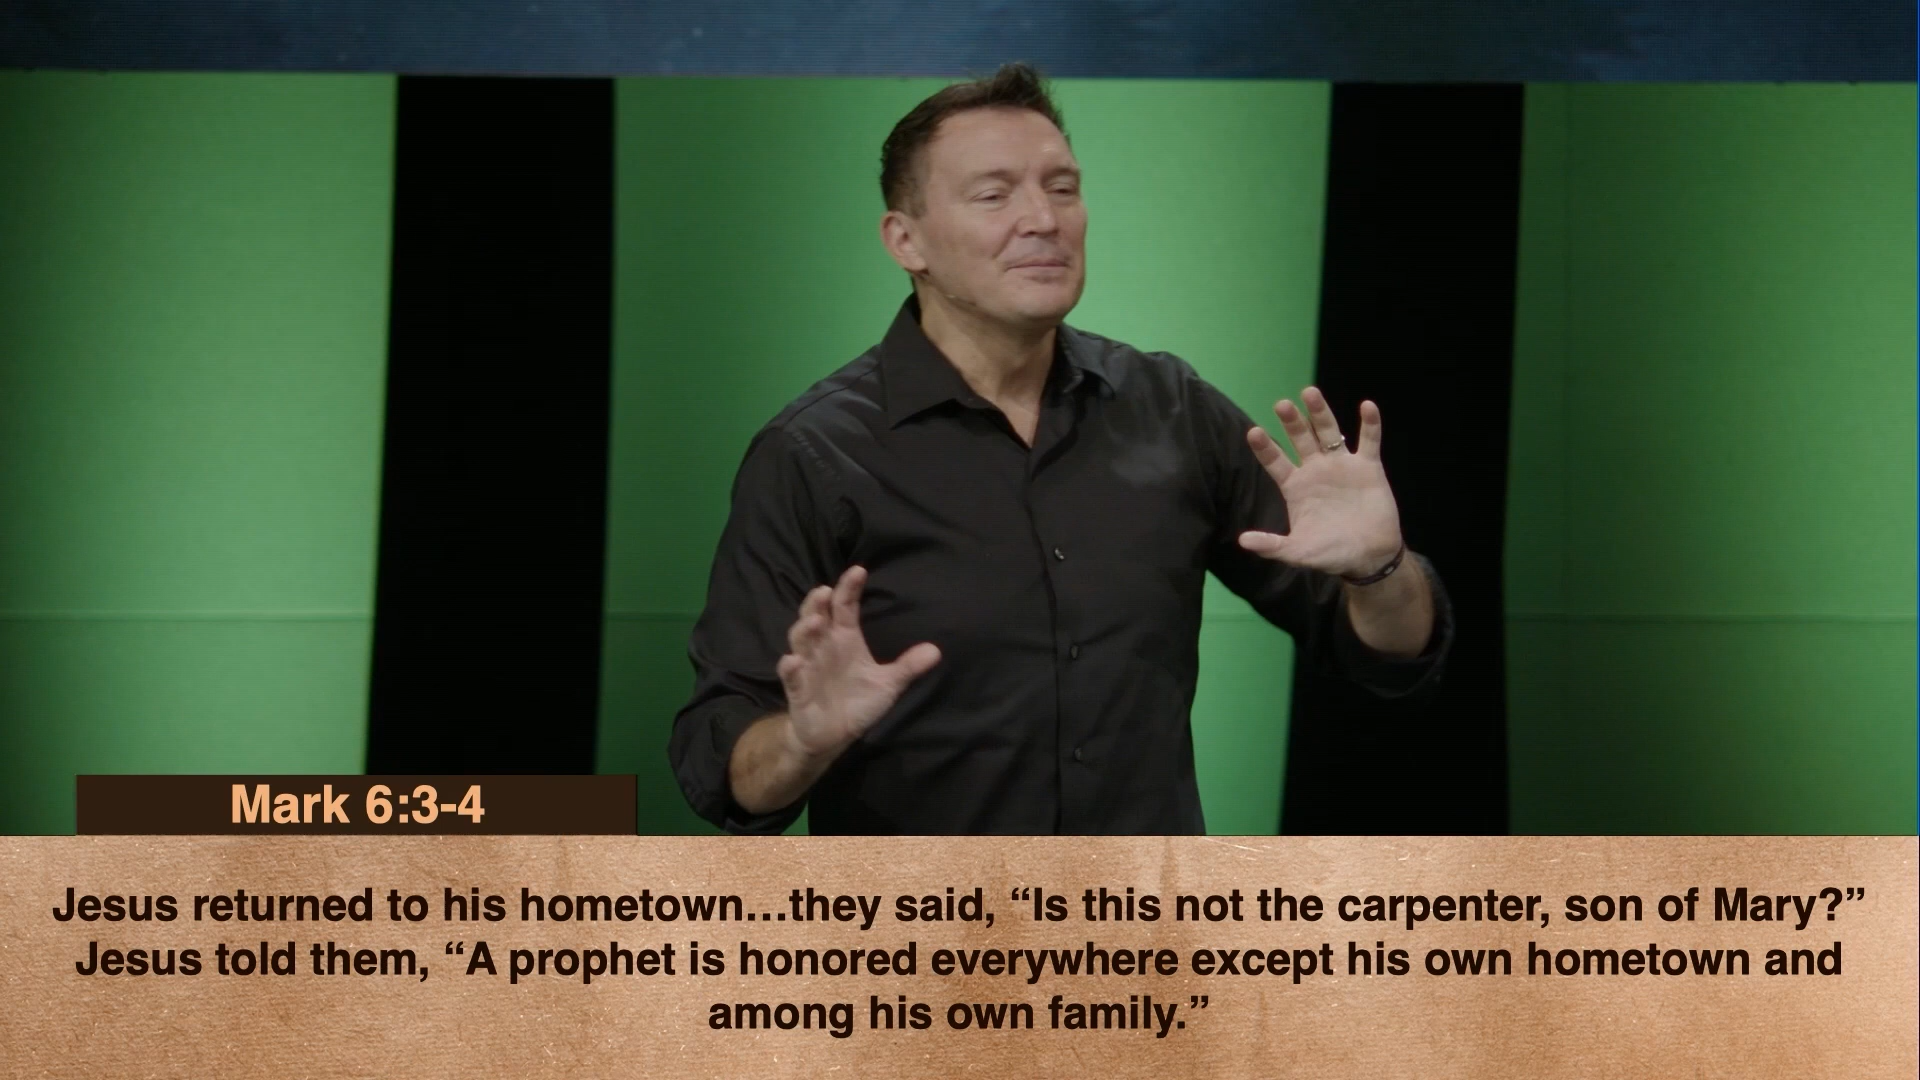 Mark 6:3-4
Jesus returned to his hometown…they said, “Is this not the carpenter, son of Mary?”
Jesus told them, “A prophet is honored everywhere except his own hometown and
among his own family.”